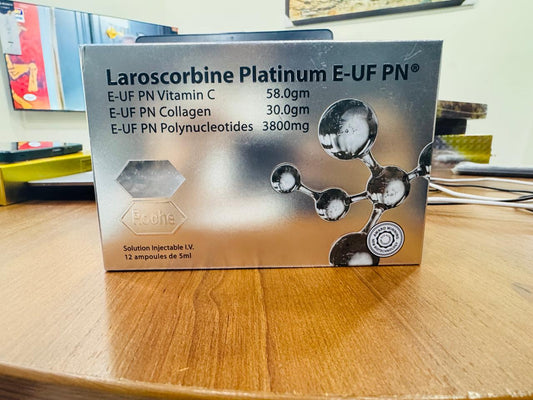 Laroscorbine Platinum E-UF PN®
E-UF PN Vitamin C 58.0gm
E-UF PN Collagen 30.0gm
E-UF PN Polynucleotides 3800mg
Roche
Solution Injectable I.V.
12 ampoules de 5ml